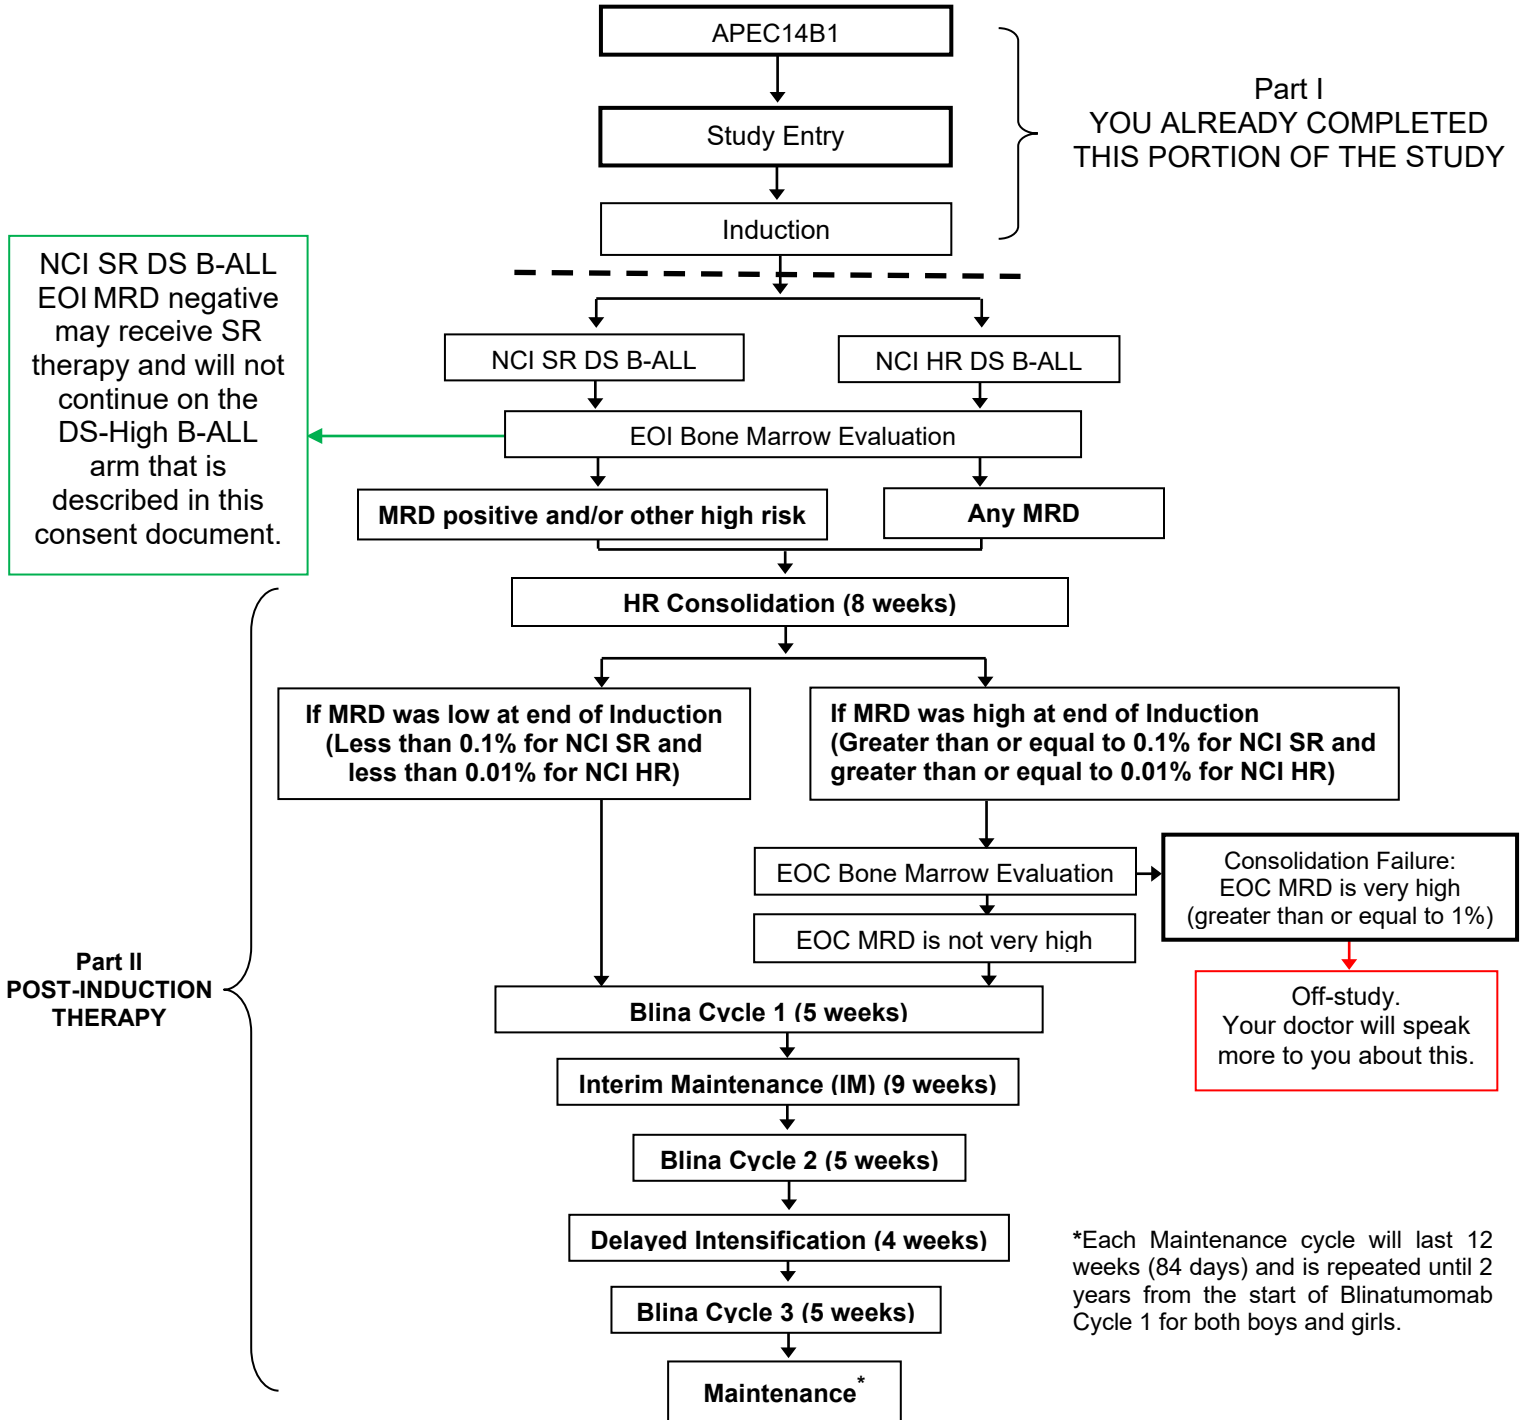 APEC14B1
Part I
YOU ALREADY COMPLETED
THIS PORTION OF THE STUDY
Study Entry
Induction
NCI SR DS B-ALL
EOI MRD negative
may receive SR
therapy and will not
continue on the
DS-High B-ALL
arm that is
described in this
consent document.
NCI SR DS B-ALL
NCI HR DS B-ALL
EOI Bone Marrow Evaluation
MRD positive and/or other high risk
Any MRD
HR Consolidation (8 weeks)
If MRD was low at end of Induction
(Less than 0.1% for NCI SR and
less than 0.01% for NCI HR)
If MRD was high at end of Induction
(Greater than or equal to 0.1% for NCI SR and
greater than or equal to 0.01% for NCI HR)
EOC Bone Marrow Evaluation
Consolidation Failure:
EOC MRD is very high
(greater than or equal to 1%)
EOC MRD is not very high
Part II
POST-INDUCTION
THERAPY
Off-study.
Your doctor will speak
more to you about this.
Blina Cycle 1 (5 weeks)
Interim Maintenance (IM) (9 weeks)
Blina Cycle 2 (5 weeks)
Delayed Intensification (4 weeks)
Blina Cycle 3 (5 weeks)
Maintenance*
*Each Maintenance cycle will last 12
weeks (84 days) and is repeated until 2
years from the start of Blinatumomab
Cycle 1 for both boys and girls.